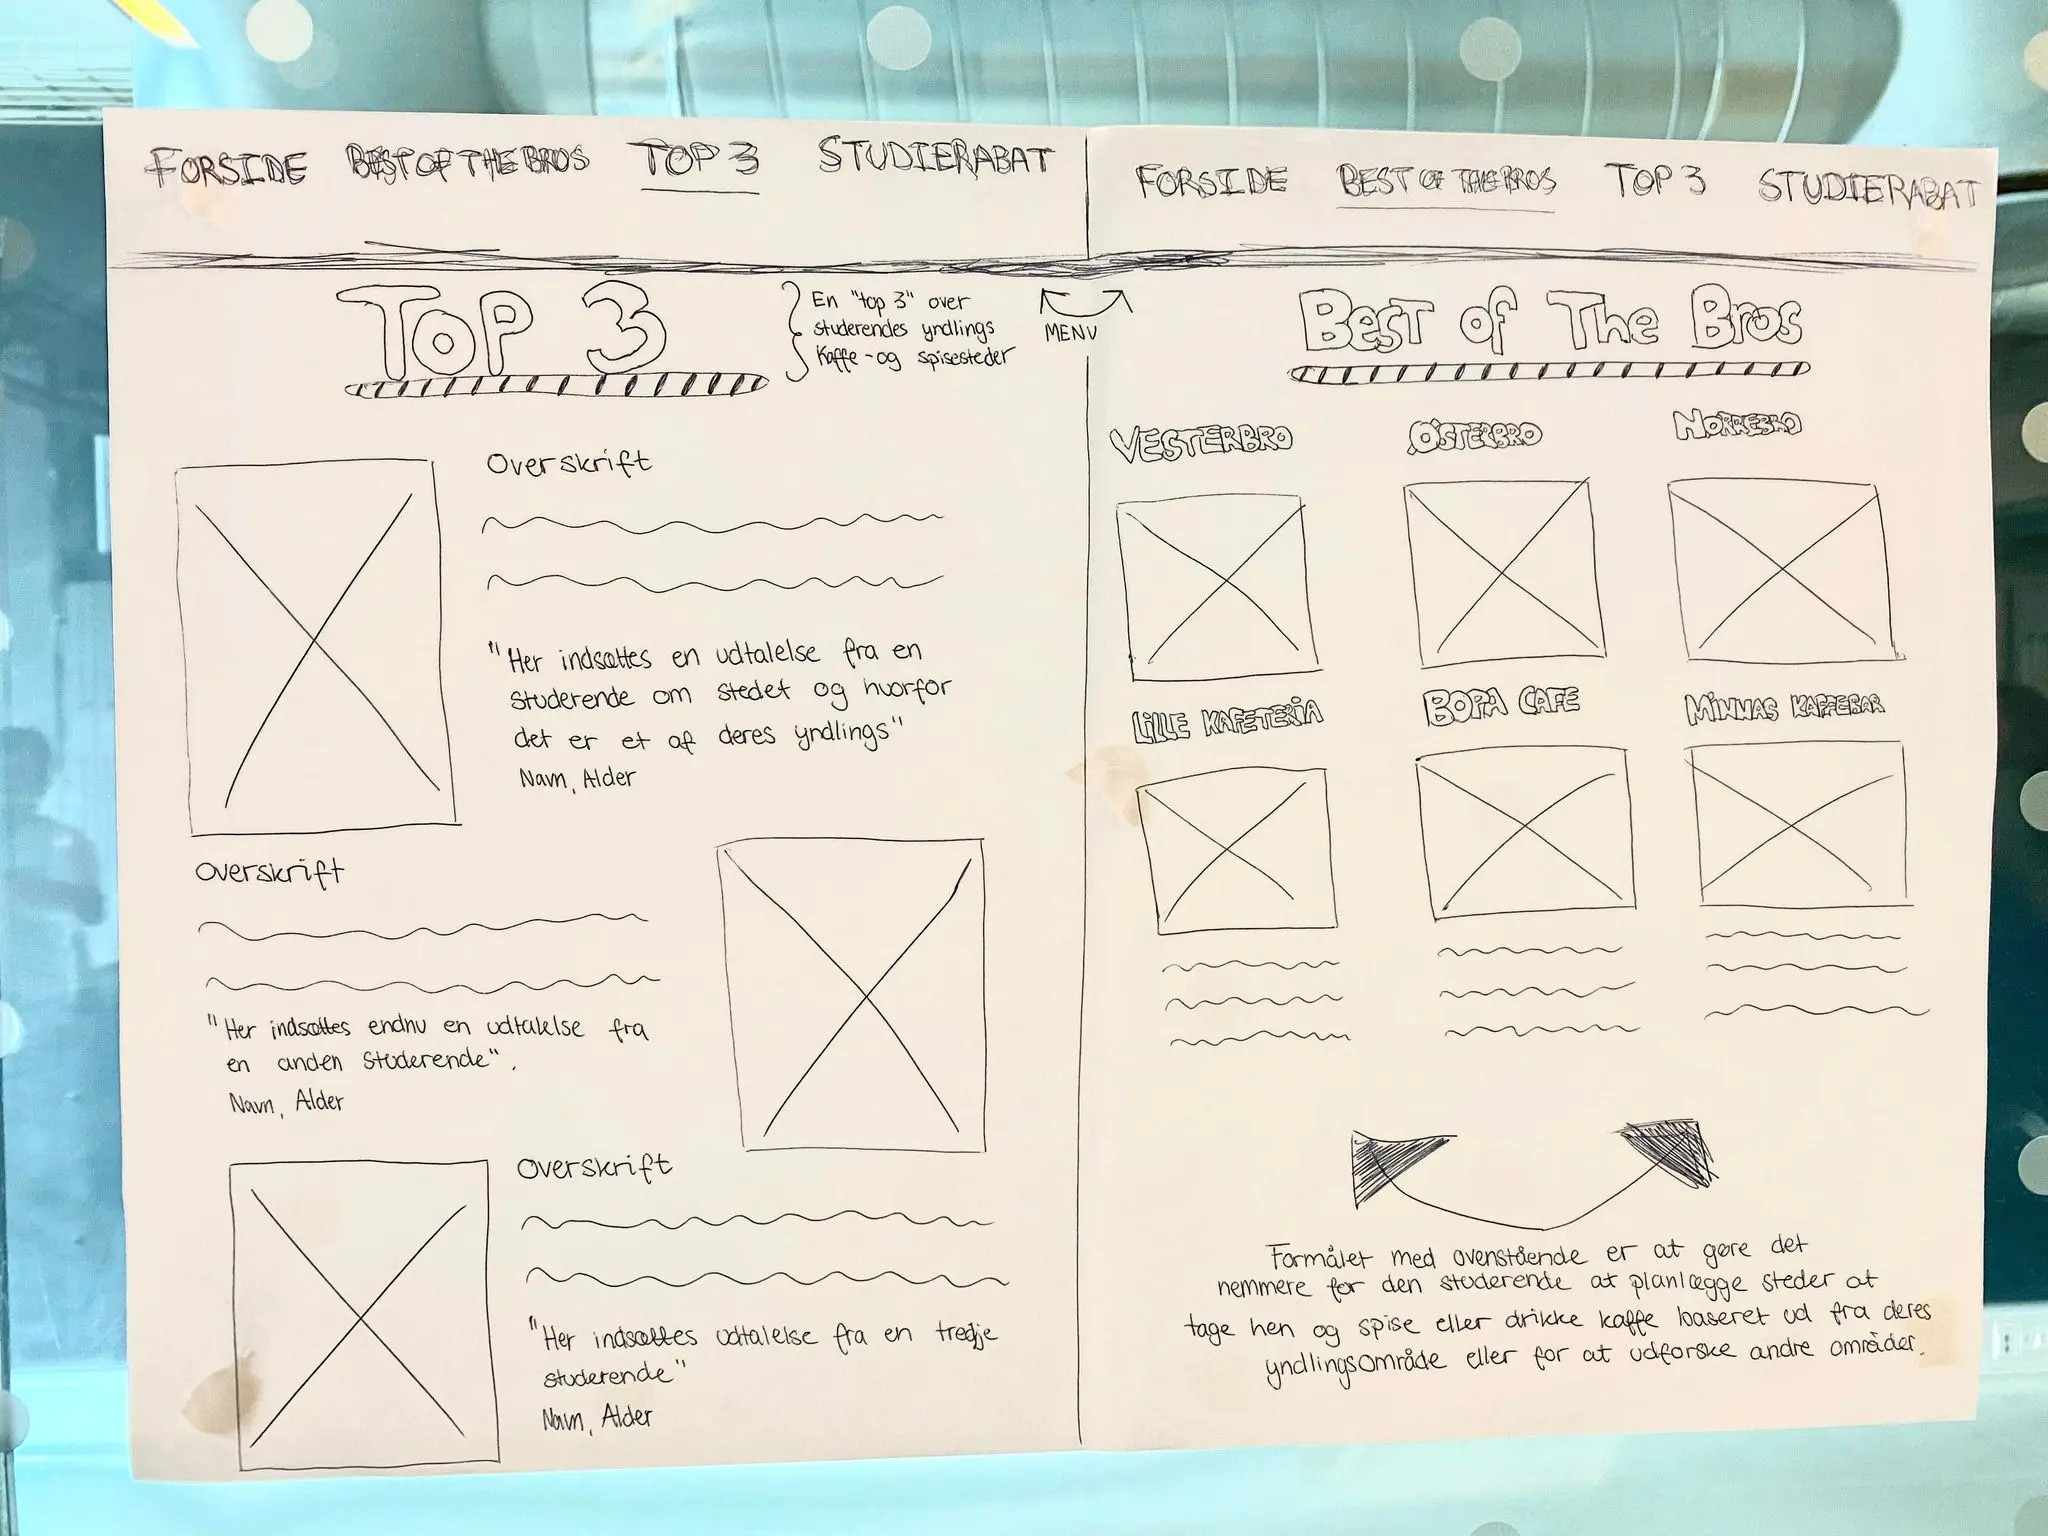 FORSIDE BEST OF THE BROS TOP 3 STUDIERABAT
TOP 3
En "top 3" over
studerendes yndlings
Kaffe-og spisesteder
MENU
Overskrift
"Her indsættes en udtalelse fra en
studerende om stedet og hvorfor
det er et af deres yndlings"
Navn, Alder
Overskrift
"Her indsættes endnu en udtalelse fra
en anden studerende".
Navn, Alder
Overskrift
"Her indsættes udtalelse fra en tredje
studerende"
Navn, Alder
FORSIDE BEST OF THE BROS TOP 3 STUDIERABAT
Best of The Bros
VESTERBRO ØSTERBRO NØRREBRO
LILLE KAFETERIA BOPA CAFE MINNAS KAFFEBAR
Formålet med ovenstående er at gøre det
nemmere for den studerende at planlægge steder at
tage hen og spise eller drikke kaffe baseret ud fra deres
yndlingsområde eller for at udforske andre områder.